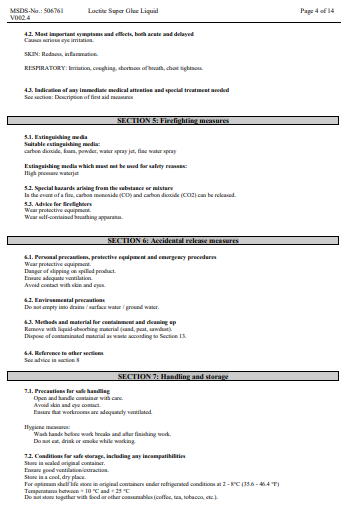 MSDS-No.: 506761 Loctite Super Glue Liquid Page 4 of 14
V002.4
4.2. Most important symptoms and effects, both acute and delayed
Causes serious eye irritation.
SKIN: Redness, inflammation.
RESPIRATORY: Irritation, coughing, shortness of breath, chest tightness.
4.3. Indication of any immediate medical attention and special treatment needed
See section: Description of first aid measures
SECTION 5: Firefighting measures
5.1. Extinguishing media
Suitable extinguishing media:
carbon dioxide, foam, powder, water spray jet, fine water spray
Extinguishing media which must not be used for safety reasons:
High pressure waterjet
5.2. Special hazards arising from the substance or mixture
In the event of a fire, carbon monoxide (CO) and carbon dioxide (CO2) can be released.
5.3. Advice for firefighters
Wear protective equipment.
Wear self-contained breathing apparatus.
SECTION 6: Accidental release measures
6.1. Personal precautions, protective equipment and emergency procedures
Wear protective equipment.
Danger of slipping on spilled product.
Ensure adequate ventilation.
Avoid contact with skin and eyes.
6.2. Environmental precautions
Do not empty into drains / surface water / ground water.
6.3. Methods and material for containment and cleaning up
Remove with liquid-absorbing material (sand, peat, sawdust).
Dispose of contaminated material as waste according to Section 13.
6.4. Reference to other sections
See advice in section 8
SECTION 7: Handling and storage
7.1. Precautions for safe handling
Open and handle container with care.
Avoid skin and eye contact.
Ensure that workrooms are adequately ventilated.
Hygiene measures:
Wash hands before work breaks and after finishing work.
Do not eat, drink or smoke while working.
7.2. Conditions for safe storage, including any incompatibilities
Store in sealed original container.
Ensure good ventilation/extraction.
Store in a cool, dry place.
For optimum shelf life store in original containers under refrigerated conditions at 2 - 8°C (35.6 - 46.4 °F)
Temperatures between + 10 °C and + 25 °C
Do not store together with food or other consumables (coffee, tea, tobacco, etc.).